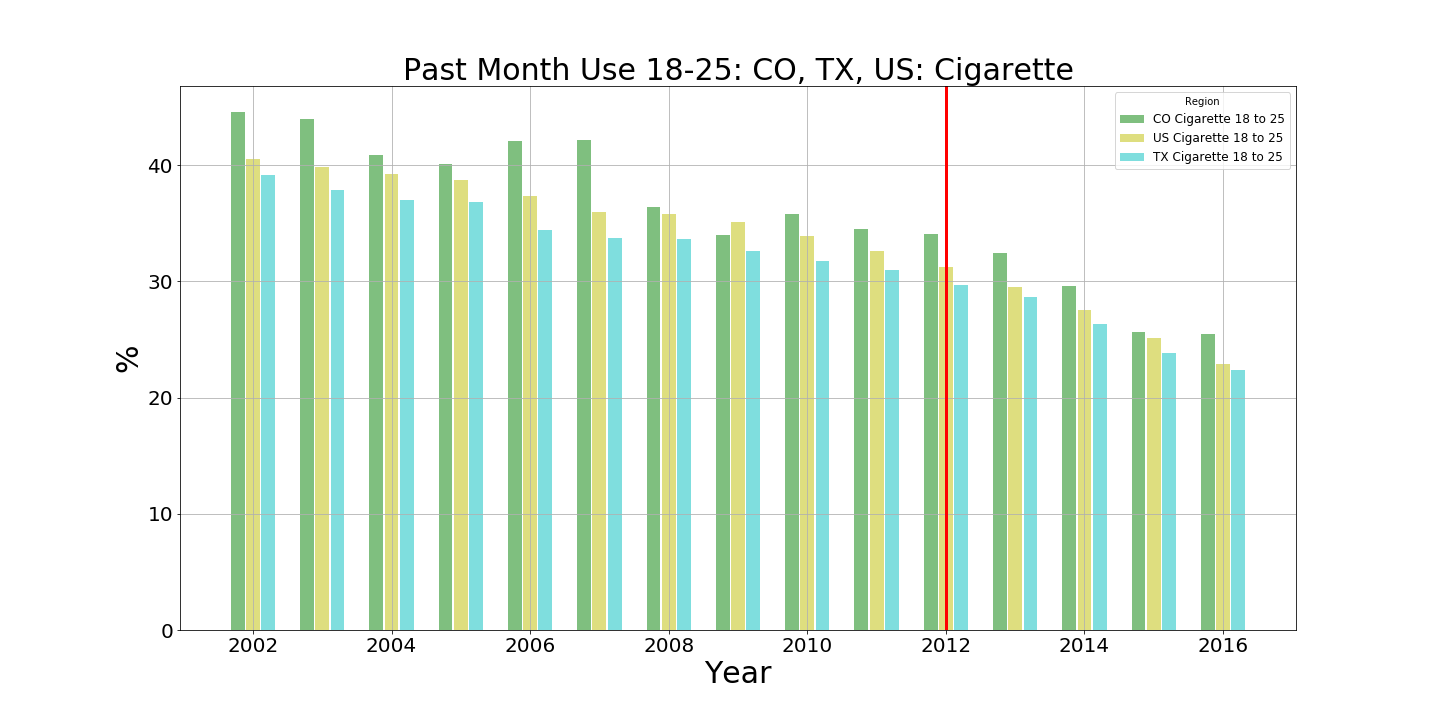 Past Month Use 18-25: CO, TX, US: Cigarette
Region
CO Cigarette 18 to 25
US Cigarette 18 to 25
TX Cigarette 18 to 25
%
40
30
20
10
0
2002 2004 2006 2008 2010 2012 2014 2016
Year